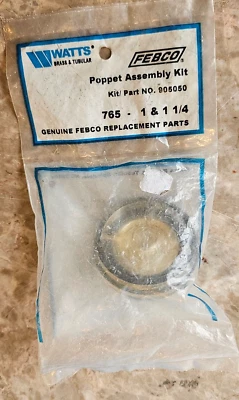 WATTS®
BRASS & TUBULAR
FEBCO®
Poppet Assembly Kit
Kit/ Part NO. 905050
765 - 1 & 1 1/4
GENUINE FEBCO REPLACEMENT PARTS